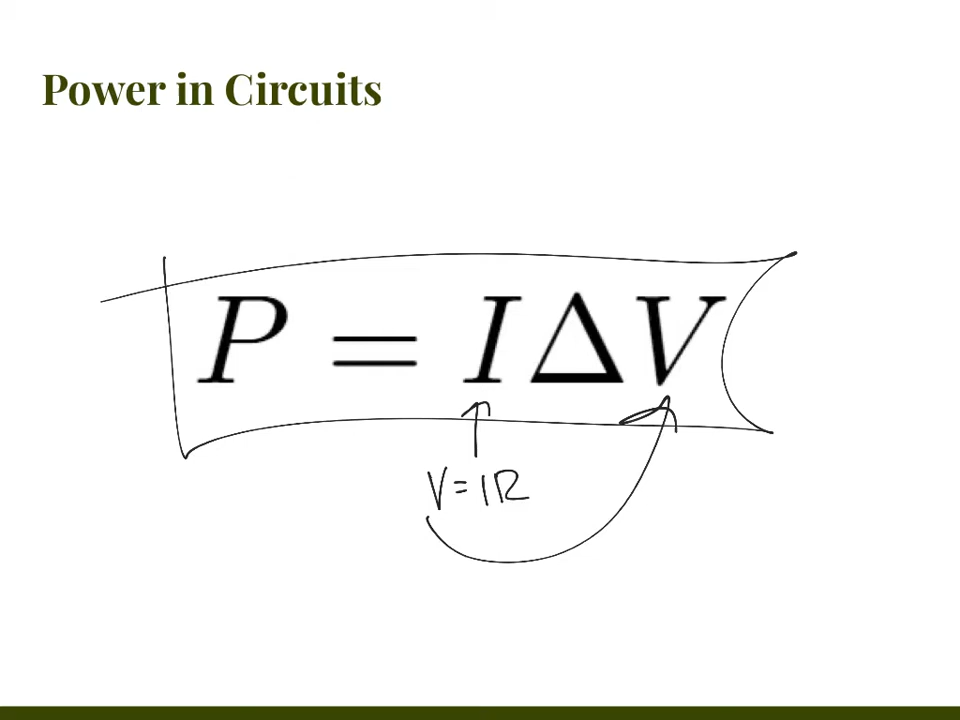 Power in Circuits
P = IΔV
V = IR